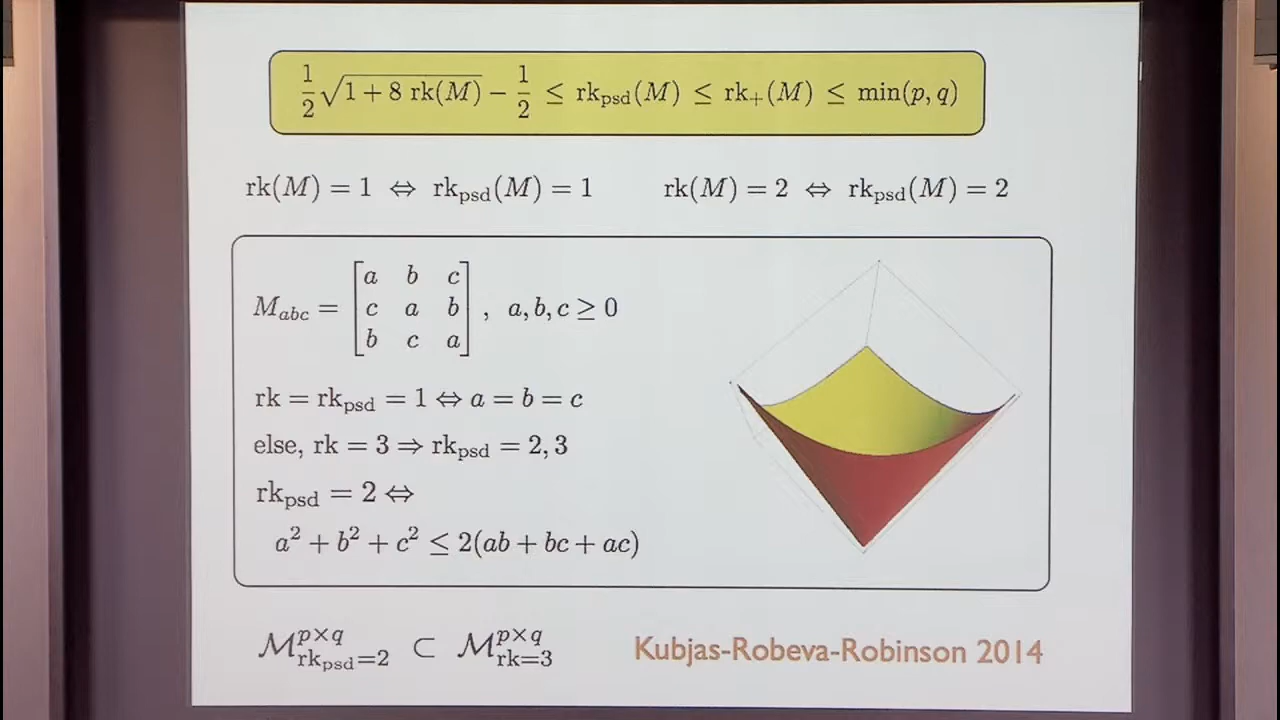 1/2 √(1 + 8 rk(M)) − 1/2 ≤ rk_psd(M) ≤ rk_+(M) ≤ min(p, q)
rk(M) = 1 ⇔ rk_psd(M) = 1 rk(M) = 2 ⇔ rk_psd(M) = 2
a b c
M_abc = [c a b] , a, b, c ≥ 0
b c a
rk = rk_psd = 1 ⇔ a = b = c
else, rk = 3 ⇒ rk_psd = 2, 3
rk_psd = 2 ⇔
a² + b² + c² ≤ 2(ab + bc + ac)
ℳ^{p×q}_{rk_psd=2} ⊂ ℳ^{p×q}_{rk=3} Kubjas-Robeva-Robinson 2014